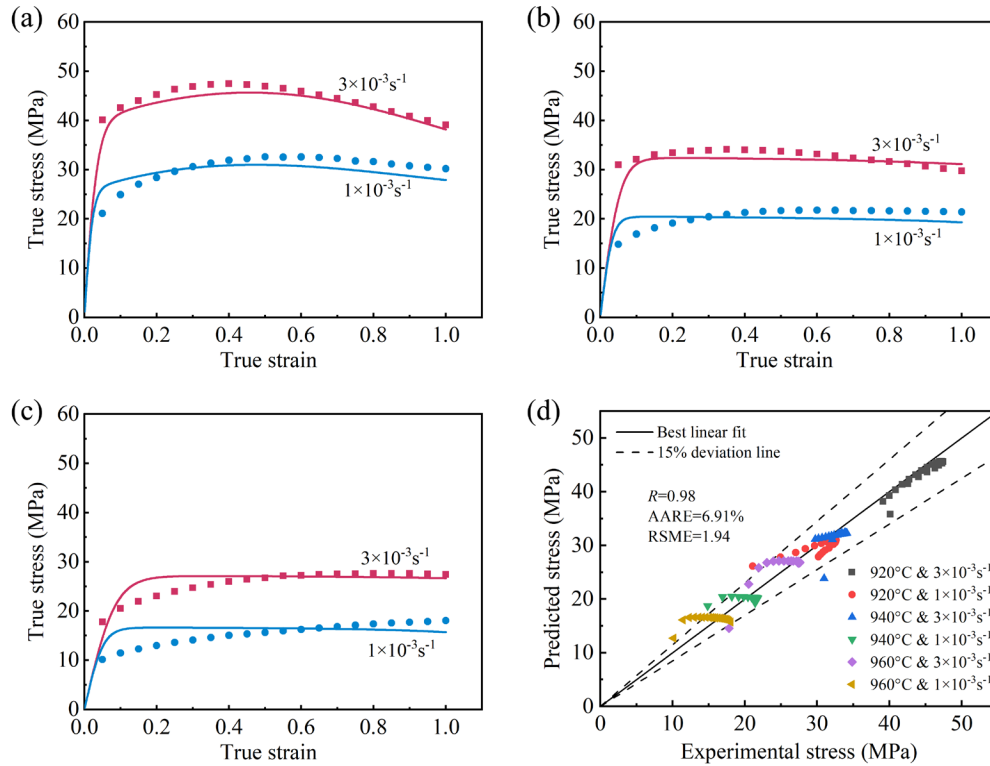 (a)
60
50
40
30
20
10
0
True stress (MPa)
3×10⁻³s⁻¹
1×10⁻³s⁻¹
0.0 0.2 0.4 0.6 0.8 1.0
True strain
(b)
60
50
40
30
20
10
0
True stress (MPa)
3×10⁻³s⁻¹
1×10⁻³s⁻¹
0.0 0.2 0.4 0.6 0.8 1.0
True strain
(c)
60
50
40
30
20
10
0
True stress (MPa)
3×10⁻³s⁻¹
1×10⁻³s⁻¹
0.0 0.2 0.4 0.6 0.8 1.0
True strain
(d)
50
40
30
20
10
0
Predicted stress (MPa)
Best linear fit
15% deviation line
R=0.98
AARE=6.91%
RSME=1.94
920°C & 3×10⁻³s⁻¹
920°C & 1×10⁻³s⁻¹
940°C & 3×10⁻³s⁻¹
940°C & 1×10⁻³s⁻¹
960°C & 3×10⁻³s⁻¹
960°C & 1×10⁻³s⁻¹
0 10 20 30 40 50
Experimental stress (MPa)